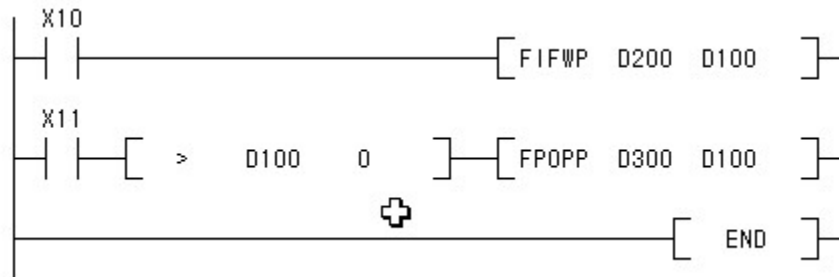 X10
FIFWP D200 D100
X11
> D100 0 FPOPP D300 D100
END